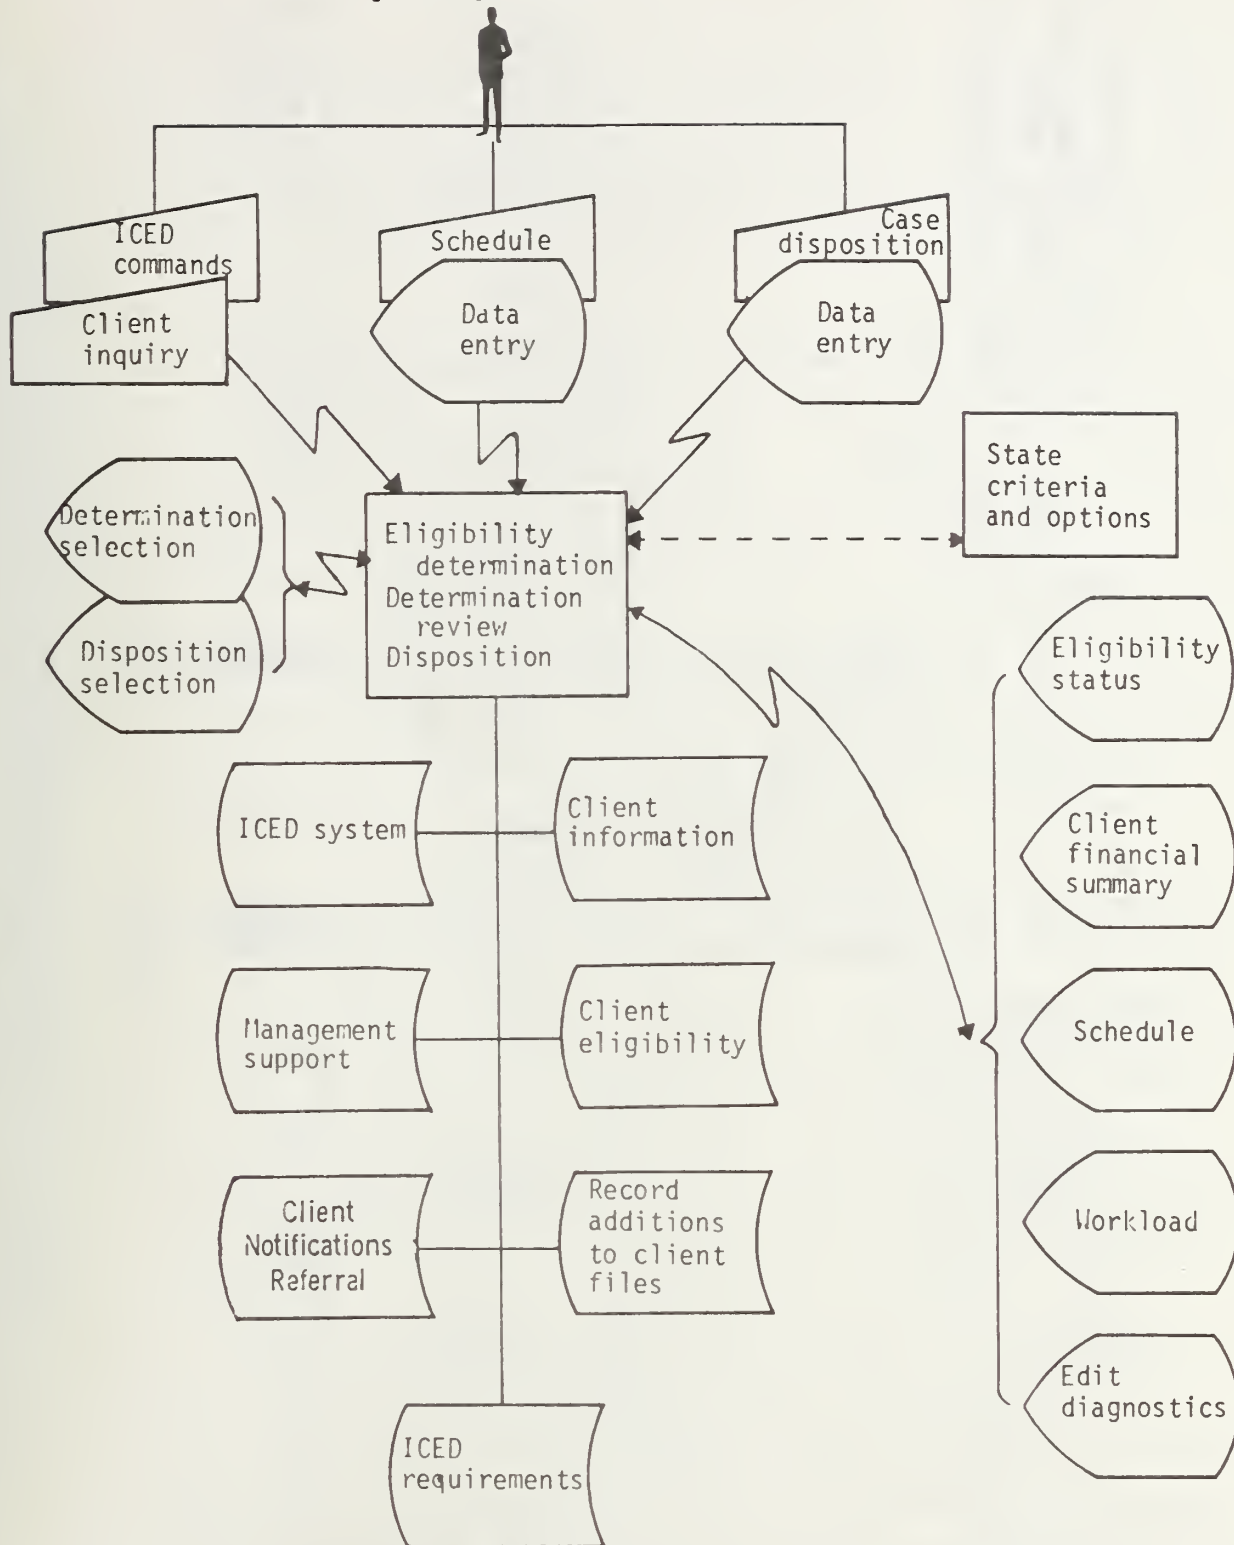 ICED
commands
Client
inquiry
Schedule
Data
entry
Case
disposition
Data
entry
State
criteria
and options
Determination
selection
Disposition
selection
Eligibility
determination
Determination
review
Disposition
Eligibility
status
Client
financial
summary
Schedule
Workload
Edit
diagnostics
ICED system
Client
information
Management
support
Client
eligibility
Client
Notifications
Referral
Record
additions
to client
files
ICED
requirements